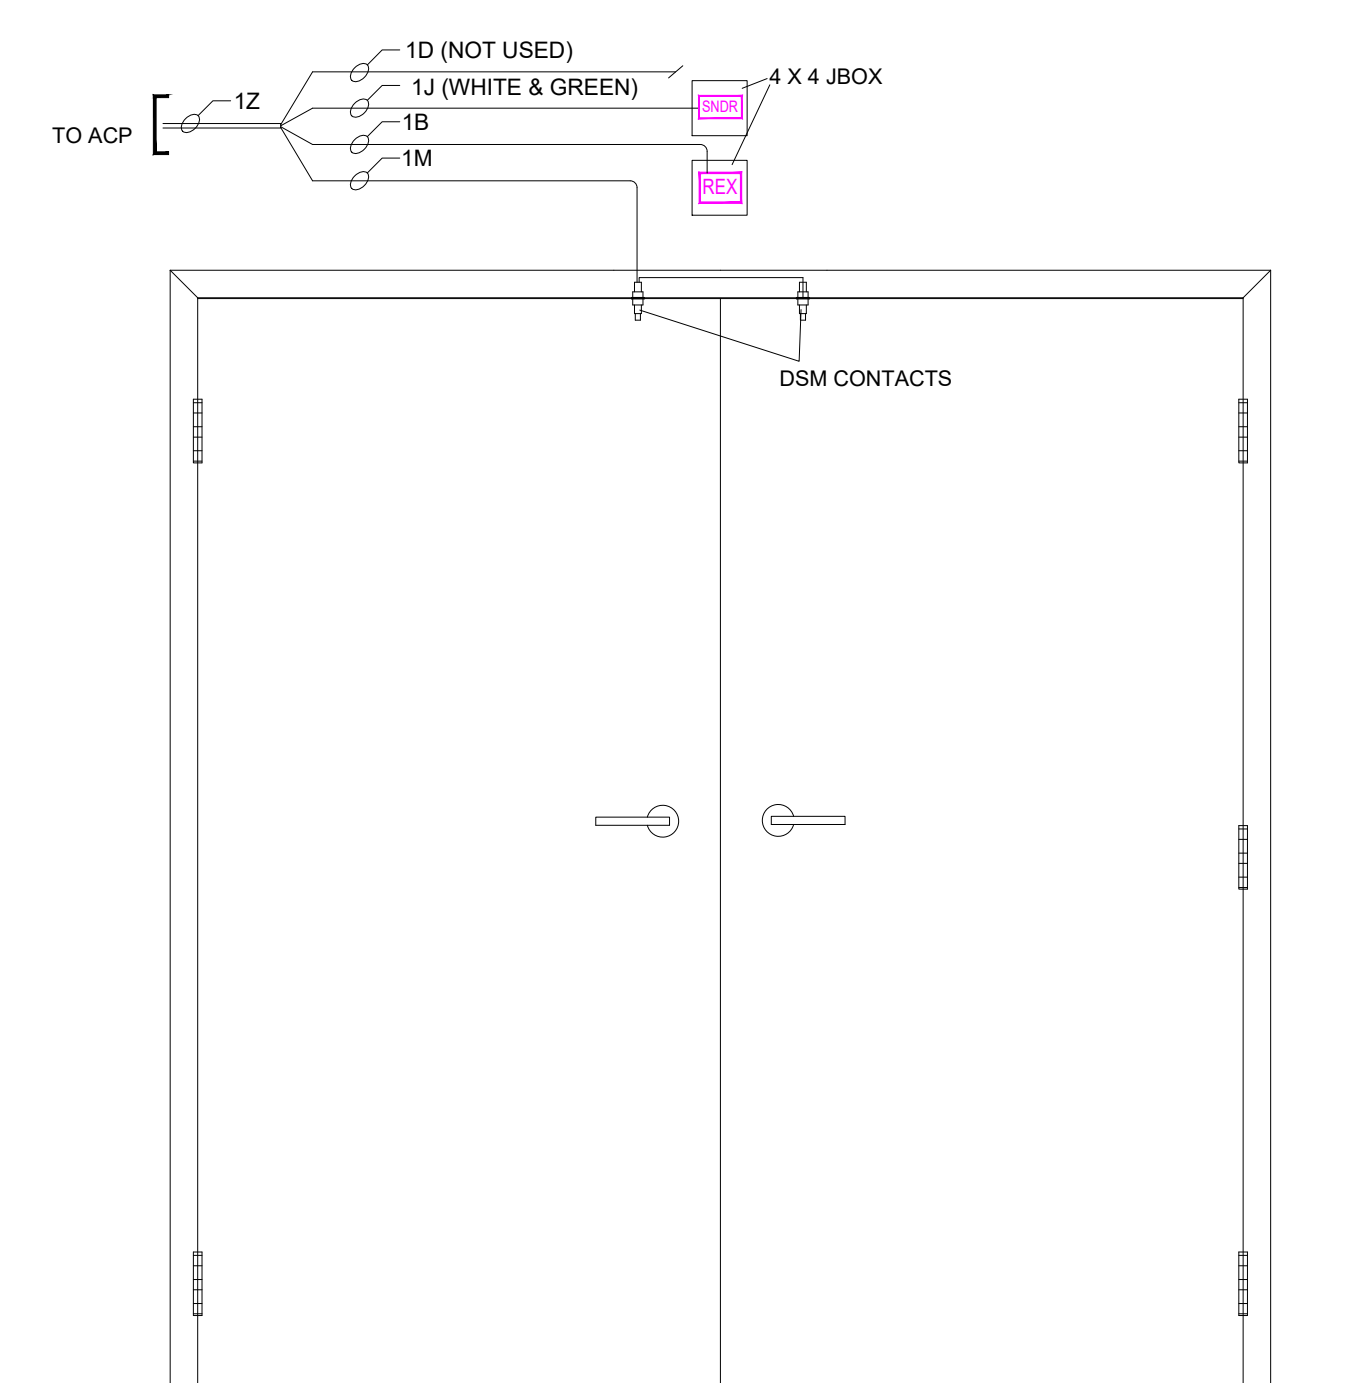 1D (NOT USED)
1J (WHITE & GREEN)
4 X 4 JBOX
1Z
SNDR
1B
TO ACP
1M
REX
DSM CONTACTS